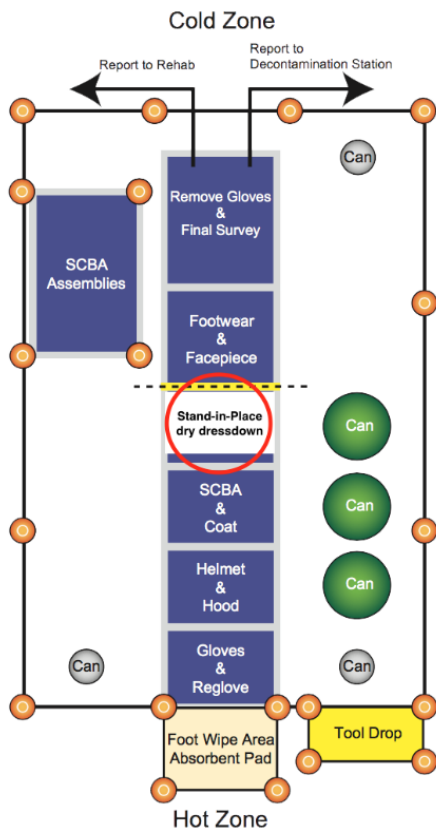 Cold Zone
Report to Rehab
Report to
Decontamination Station
Can
Remove Gloves
&
Final Survey
SCBA
Assemblies
Footwear
&
Facepiece
Stand-in-Place
dry dressdown
Can
SCBA
&
Coat
Can
Helmet
&
Hood
Can
Gloves
&
Reglove
Can
Can
Foot Wipe Area
Absorbent Pad
Tool Drop
Hot Zone